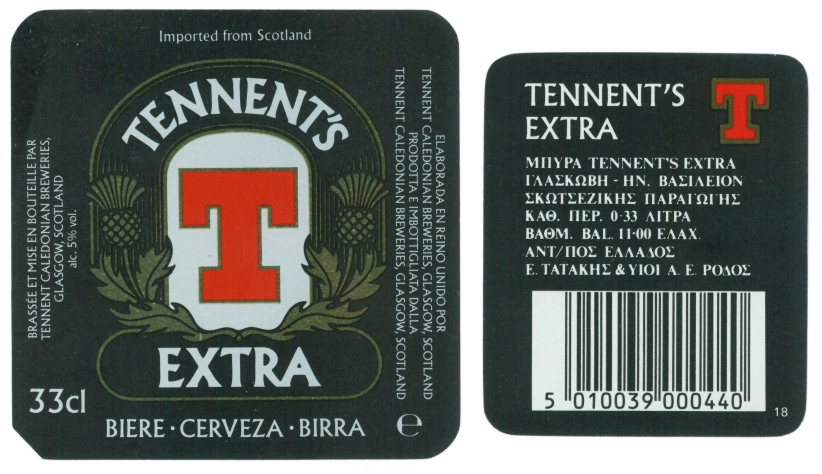 Imported from Scotland
TENNENT'S
T
EXTRA
33cl
BIERE · CERVEZA · BIRRA
e
BRASSÉE ET MISE EN BOUTEILLE PAR
TENNENT CALEDONIAN BREWERIES,
GLASGOW, SCOTLAND
alc. 5% vol.
ELABORADA EN REINO UNIDO POR
TENNENT CALEDONIAN BREWERIES, GLASGOW, SCOTLAND
PRODOTTA E IMBOTTIGLIATA DALLA
TENNENT CALEDONIAN BREWERIES, GLASGOW, SCOTLAND
TENNENT'S
EXTRA
T
ΜΠΥΡΑ TENNENT'S EXTRA
ΓΛΑΣΚΩΒΗ - ΗΝ. ΒΑΣΙΛΕΙΟΝ
ΣΚΩΤΣΕΖΙΚΗΣ ΠΑΡΑΓΩΓΗΣ
ΚΑΘ. ΠΕΡ. 0·33 ΛΙΤΡΑ
ΒΑΘΜ. BAL. 11·00 ΕΛΑΧ.
ΑΝΤ/ΠΟΣ ΕΛΛΑΔΟΣ
Ε. ΤΑΤΑΚΗΣ & ΥΙΟΙ Α. Ε. ΡΟΔΟΣ
5 010039 000440
18